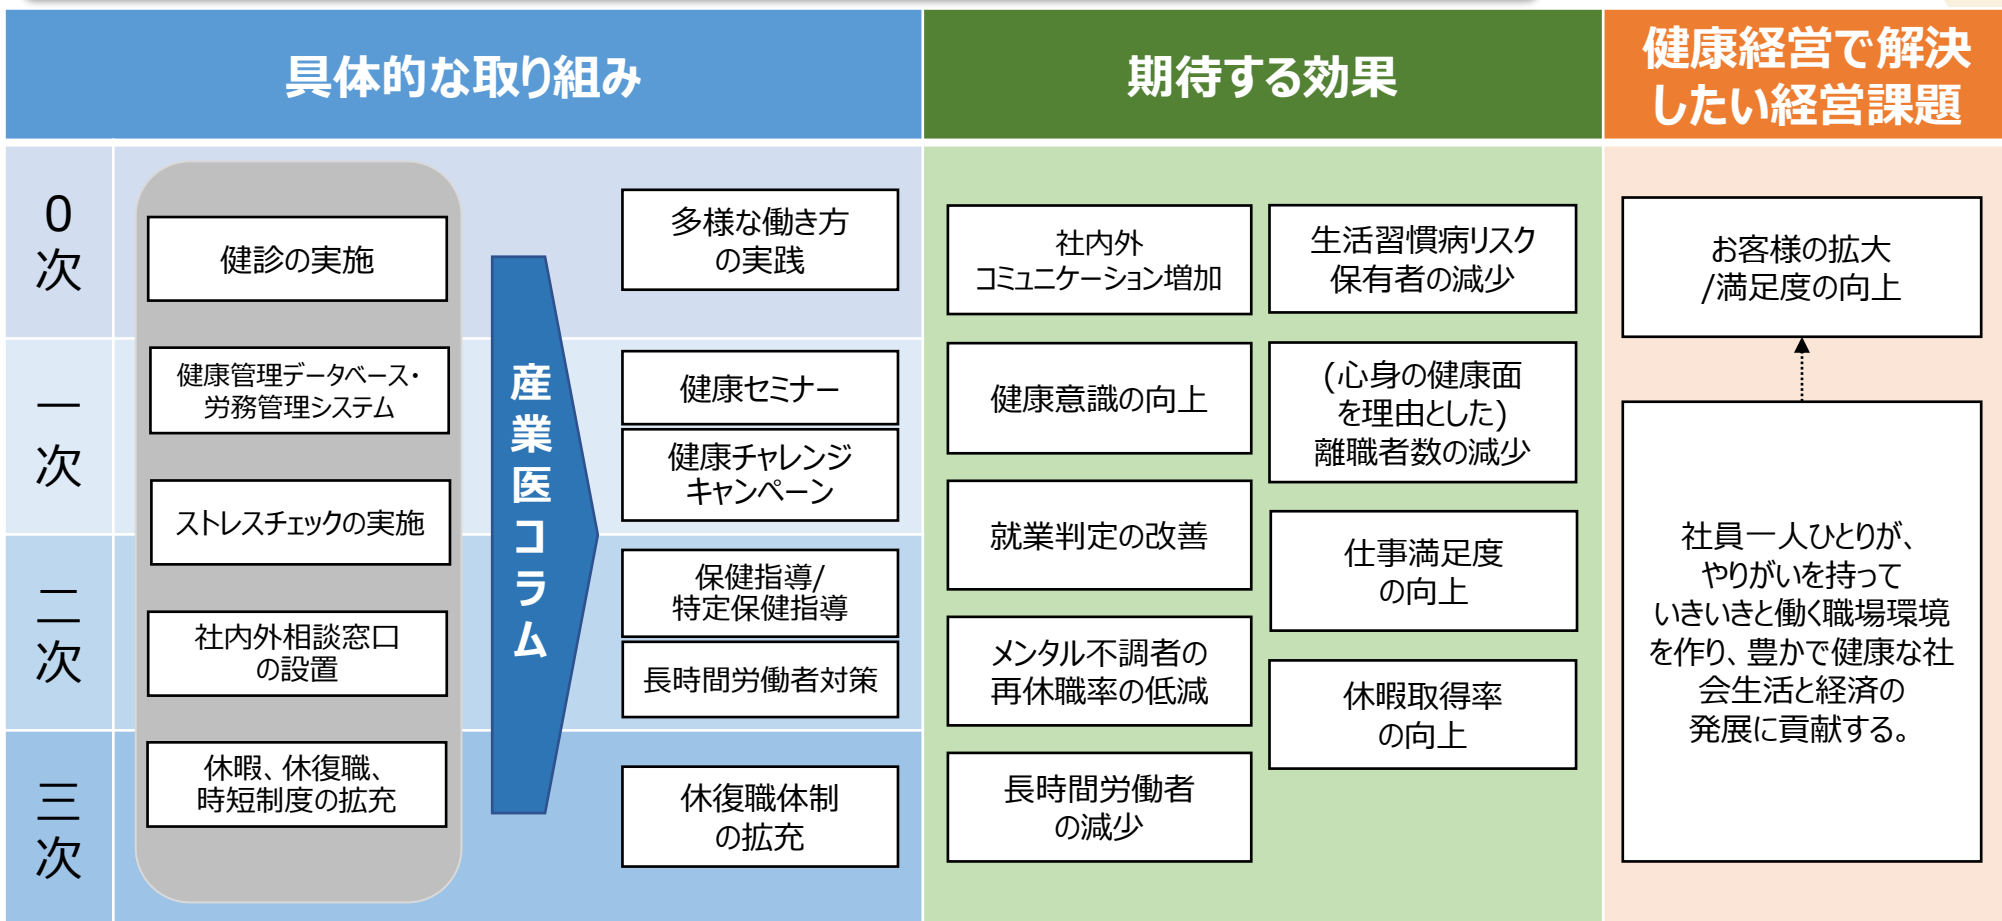 具体的な取り組み
期待する効果
健康経営で解決
したい経営課題
0
次
一
次
二
次
三
次
健診の実施
健康管理データベース・
労務管理システム
ストレスチェックの実施
社内外相談窓口
の設置
休暇、休復職、
時短制度の拡充
産業医コラム
多様な働き方
の実践
健康セミナー
健康チャレンジ
キャンペーン
保健指導/
特定保健指導
長時間労働者対策
休復職体制
の拡充
社内外
コミュニケーション増加
健康意識の向上
就業判定の改善
メンタル不調者の
再休職率の低減
長時間労働者
の減少
生活習慣病リスク
保有者の減少
(心身の健康面
を理由とした)
離職者数の減少
仕事満足度
の向上
休暇取得率
の向上
お客様の拡大
/満足度の向上
社員一人ひとりが、
やりがいを持って
いきいきと働く職場環境
を作り、豊かで健康な社
会生活と経済の
発展に貢献する。